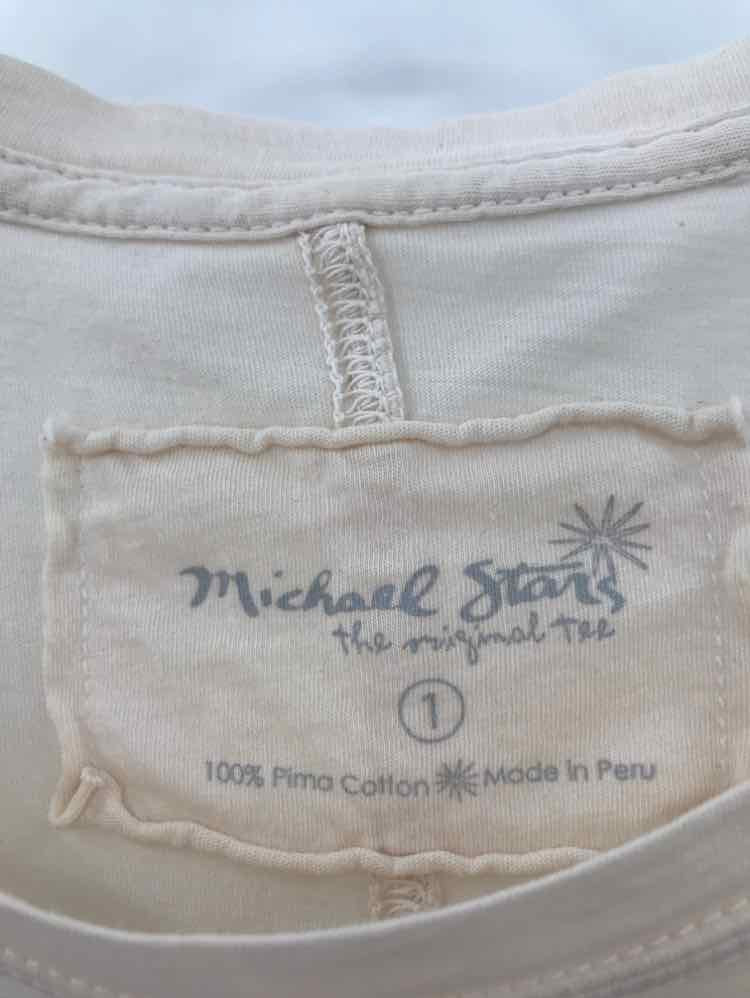 Michael Stars
the original tee
1
100% Pima Cotton Made in Peru